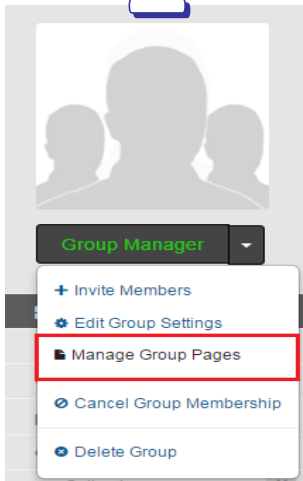 Group Manager
Invite Members
Edit Group Settings
Manage Group Pages
Cancel Group Membership
Delete Group